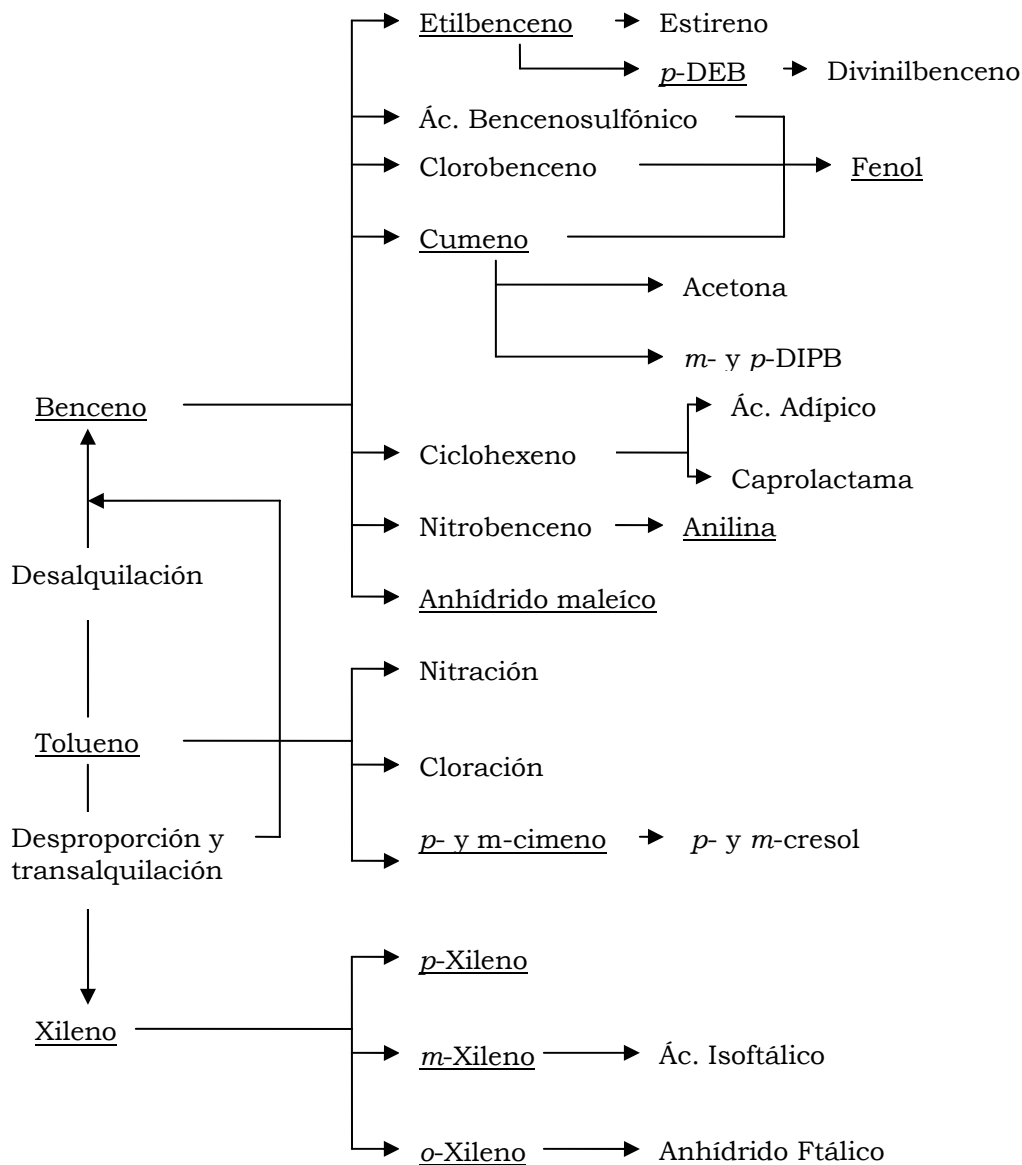 Etilbenceno
Estireno
p-DEB
Divinilbenceno
Ác. Bencenosulfónico
Clorobenceno
Fenol
Cumeno
Acetona
m- y p-DIPB
Benceno
Ác. Adípico
Ciclohexeno
Caprolactama
Nitrobenceno
Anilina
Desalquilación
Anhídrido maleíco
Nitración
Tolueno
Cloración
Desproporción y
transalquilación
p- y m-cimeno
p- y m-cresol
p-Xileno
Xileno
m-Xileno
Ác. Isoftálico
o-Xileno
Anhídrido Ftálico